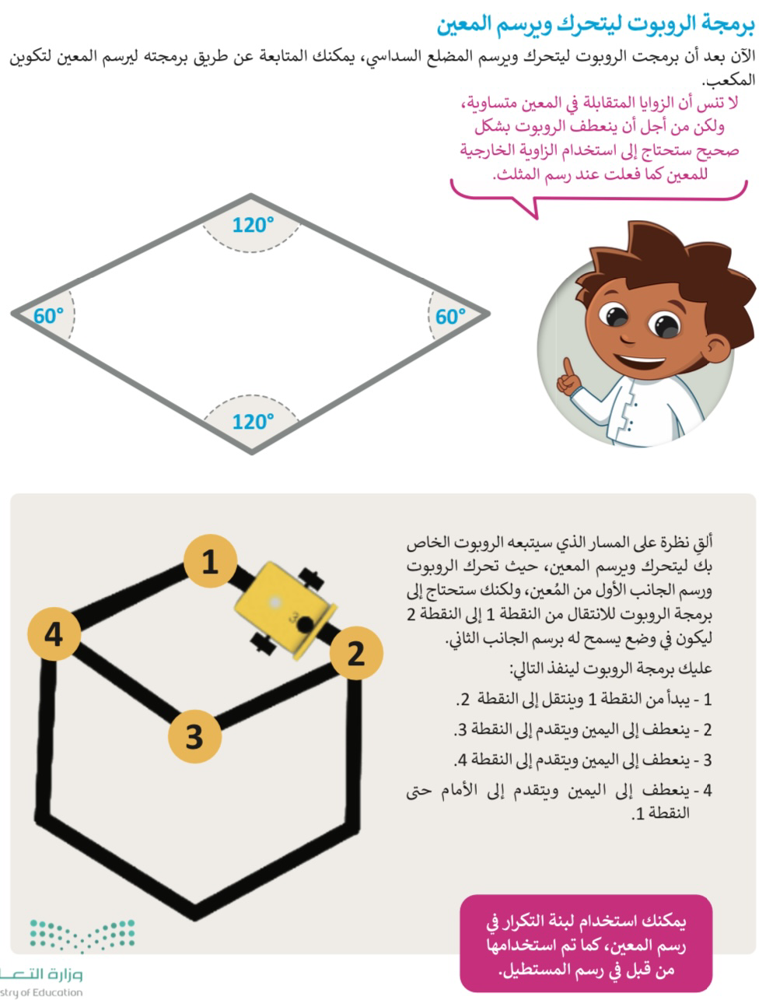 برمجة الروبوت ليتحرك ويرسم المعين
الآن بعد أن برمجت الروبوت ليتحرك ويرسم المضلع السداسي، يمكنك المتابعة عن طريق برمجته ليرسم المعين لتكوين
المكعب.
لا تنس أن الزوايا المتقابلة في المعين متساوية،
ولكن من أجل أن ينعطف الروبوت بشكل
صحيح ستحتاج إلى استخدام الزاوية الخارجية
للمعين كما فعلت عند رسم المثلث.
120°
60°
60°
120°
ألقِ نظرة على المسار الذي سيتبعه الروبوت الخاص
بك ليتحرك ويرسم المعين، حيث تحرك الروبوت
ورسم الجانب الأول من المُعين، ولكنك ستحتاج إلى
برمجة الروبوت للانتقال من النقطة 1 إلى النقطة 2
ليكون في وضع يسمح له برسم الجانب الثاني.
عليك برمجة الروبوت لينفذ التالي:
1 - يبدأ من النقطة 1 وينتقل إلى النقطة 2.
2 - ينعطف إلى اليمين ويتقدم إلى النقطة 3.
3 - ينعطف إلى اليمين ويتقدم إلى النقطة 4.
4 - ينعطف إلى اليمين ويتقدم إلى الأمام حتى
النقطة 1.
1
2
4
3
يمكنك استخدام لبنة التكرار في
رسم المعين، كما تم استخدامها
من قبل في رسم المستطيل.
وزارة التعـ
stry of Education